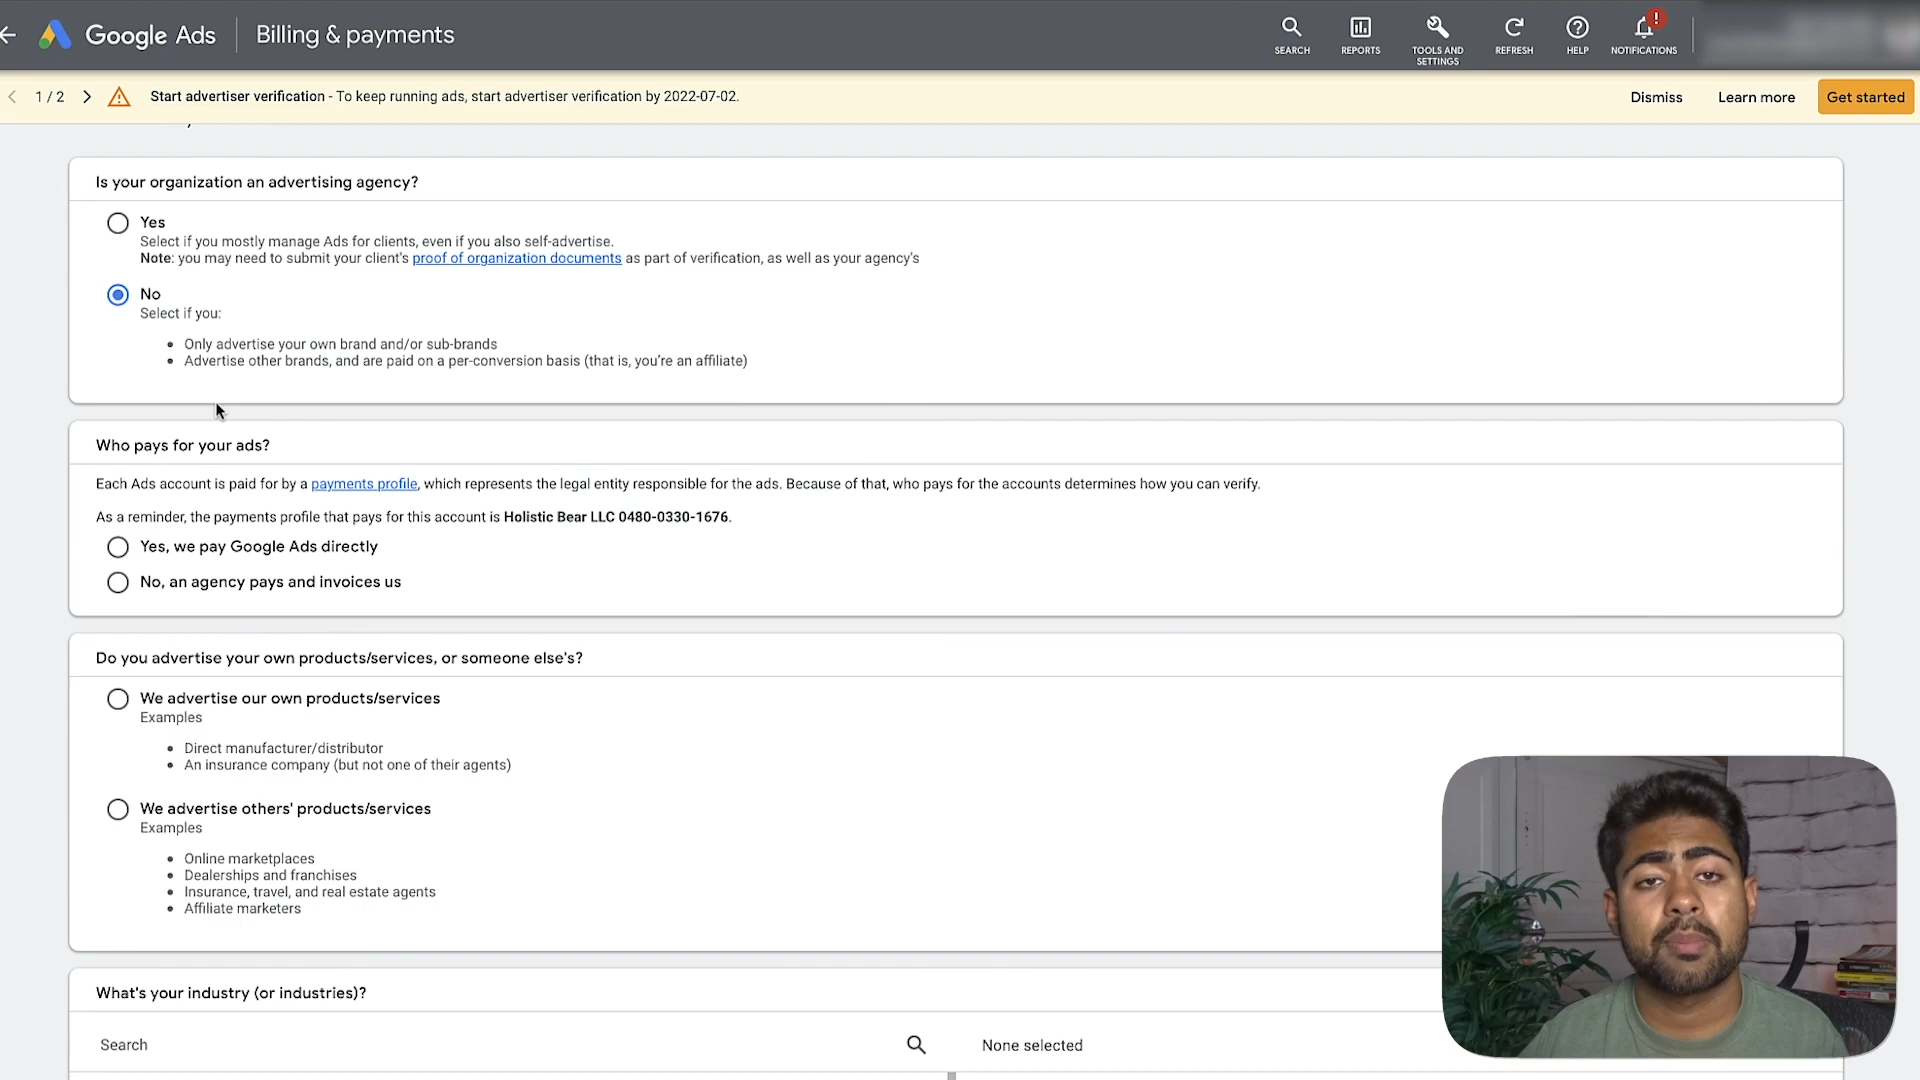 Google Ads
Billing & payments
SEARCH
REPORTS
TOOLS AND
SETTINGS
REFRESH
HELP
!
NOTIFICATIONS
1 / 2
Start advertiser verification - To keep running ads, start advertiser verification by 2022-07-02.
Dismiss
Learn more
Get started
Is your organization an advertising agency?
Yes
Select if you mostly manage Ads for clients, even if you also self-advertise.
Note: you may need to submit your client's proof of organization documents as part of verification, as well as your agency's
No
Select if you:
• Only advertise your own brand and/or sub-brands
• Advertise other brands, and are paid on a per-conversion basis (that is, you're an affiliate)
Who pays for your ads?
Each Ads account is paid for by a payments profile, which represents the legal entity responsible for the ads. Because of that, who pays for the accounts determines how you can verify.
As a reminder, the payments profile that pays for this account is Holistic Bear LLC 0480-0330-1676.
Yes, we pay Google Ads directly
No, an agency pays and invoices us
Do you advertise your own products/services, or someone else's?
We advertise our own products/services
Examples
• Direct manufacturer/distributor
• An insurance company (but not one of their agents)
We advertise others' products/services
Examples
• Online marketplaces
• Dealerships and franchises
• Insurance, travel, and real estate agents
• Affiliate marketers
What's your industry (or industries)?
Search
None selected